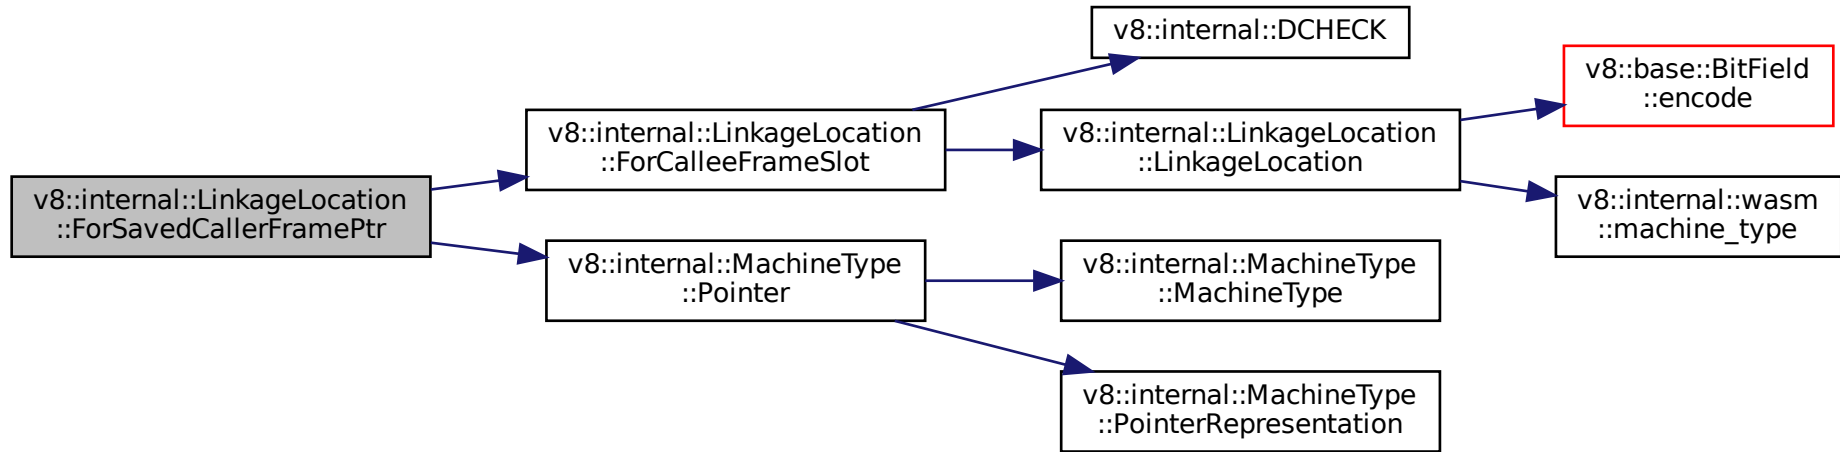 v8::internal::LinkageLocation
::ForSavedCallerFramePtr
v8::internal::LinkageLocation
::ForCalleeFrameSlot
v8::internal::DCHECK
v8::internal::LinkageLocation
::LinkageLocation
v8::base::BitField
::encode
v8::internal::wasm
::machine_type
v8::internal::MachineType
::Pointer
v8::internal::MachineType
::MachineType
v8::internal::MachineType
::PointerRepresentation